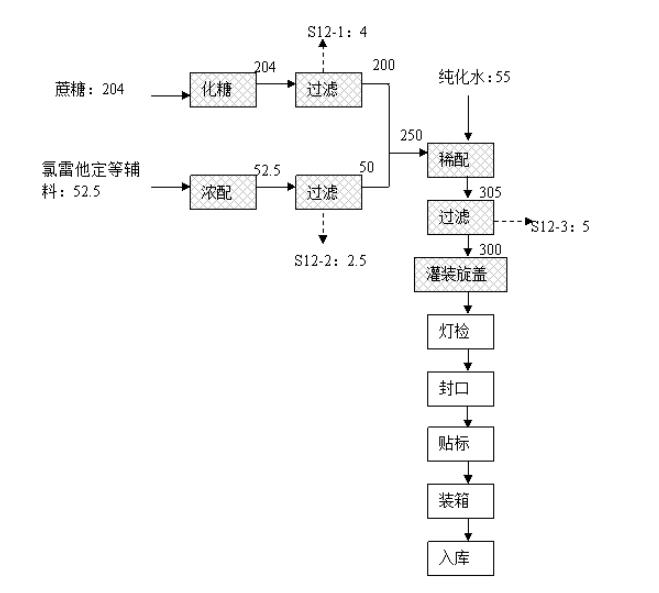 S12-1：4
204
200
蔗糖：204
化糖
过滤
纯化水：55
250
稀配
氯雷他定等辅
料：52.5
52.5
50
浓配
过滤
305
过滤
S12-3：5
S12-2：2.5
300
灌装旋盖
灯检
封口
贴标
装箱
入库